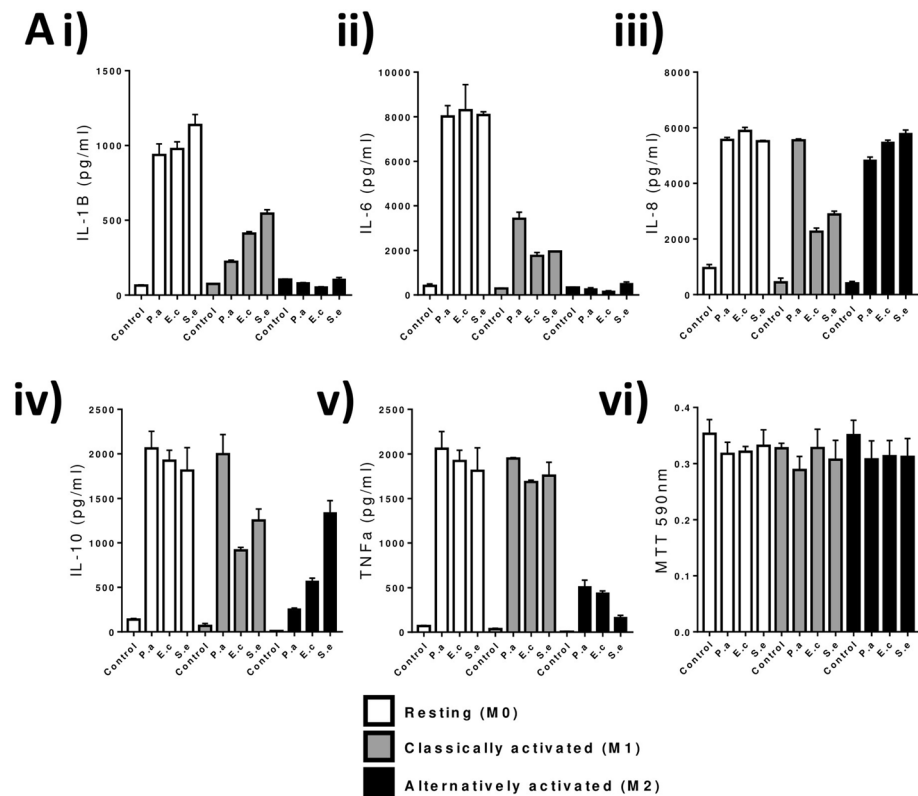 A i)
ii)
iii)
1500
1000
500
0
IL-1B (pg/ml)
Control P.a E.c S.e Control P.a E.c S.e Control P.a E.c S.e
10000
8000
6000
4000
2000
0
IL-6 (pg/ml)
Control P.a E.c S.e Control P.a E.c S.e Control P.a E.c S.e
8000
6000
4000
2000
0
IL-8 (pg/ml)
Control P.a E.c S.e Control P.a E.c S.e Control P.a E.c S.e
iv)
v)
vi)
2500
2000
1500
1000
500
0
IL-10 (pg/ml)
Control P.a E.c S.e Control P.a E.c S.e Control P.a E.c S.e
2500
2000
1500
1000
500
0
TNFa (pg/ml)
Control P.a E.c S.e Control P.a E.c S.e Control P.a E.c S.e
0.4
0.3
0.2
0.1
0.0
MTT 590nm
Control P.a E.c S.e Control P.a E.c S.e Control P.a E.c S.e
Resting (M0)
Classically activated (M1)
Alternatively activated (M2)